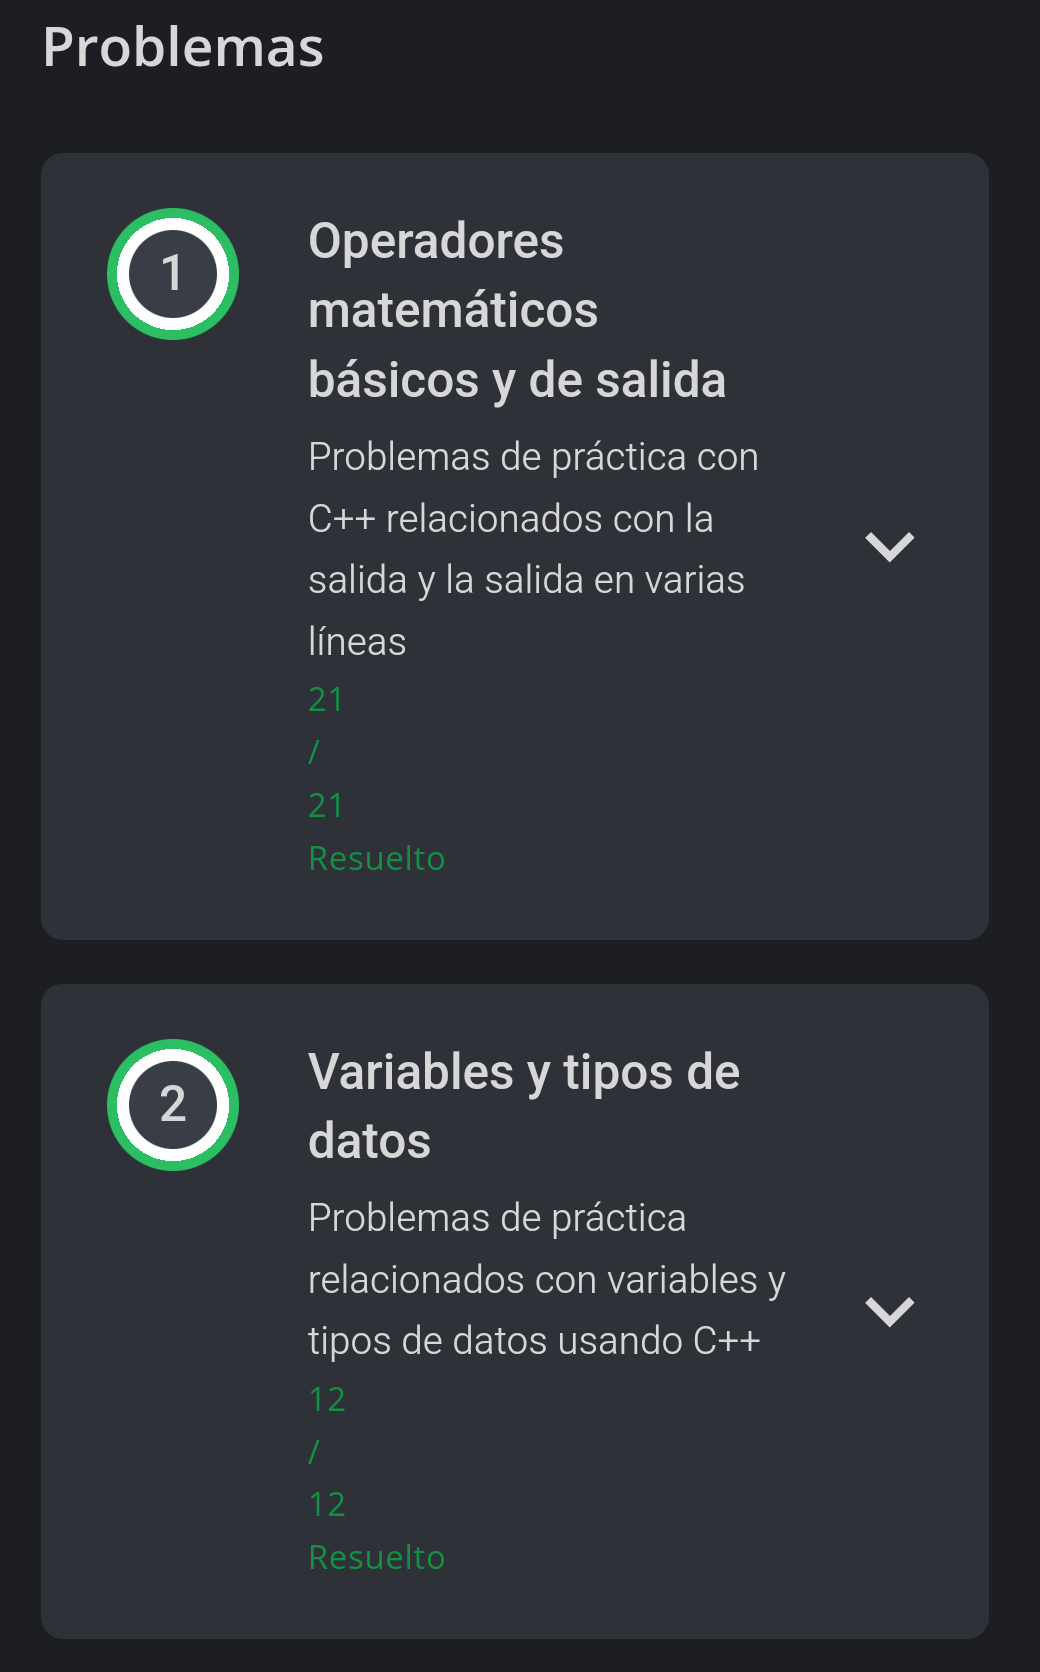 Problemas
1
Operadores
matemáticos
básicos y de salida
Problemas de práctica con
C++ relacionados con la
salida y la salida en varias
líneas
21
/
21
Resuelto
2
Variables y tipos de
datos
Problemas de práctica
relacionados con variables y
tipos de datos usando C++
12
/
12
Resuelto